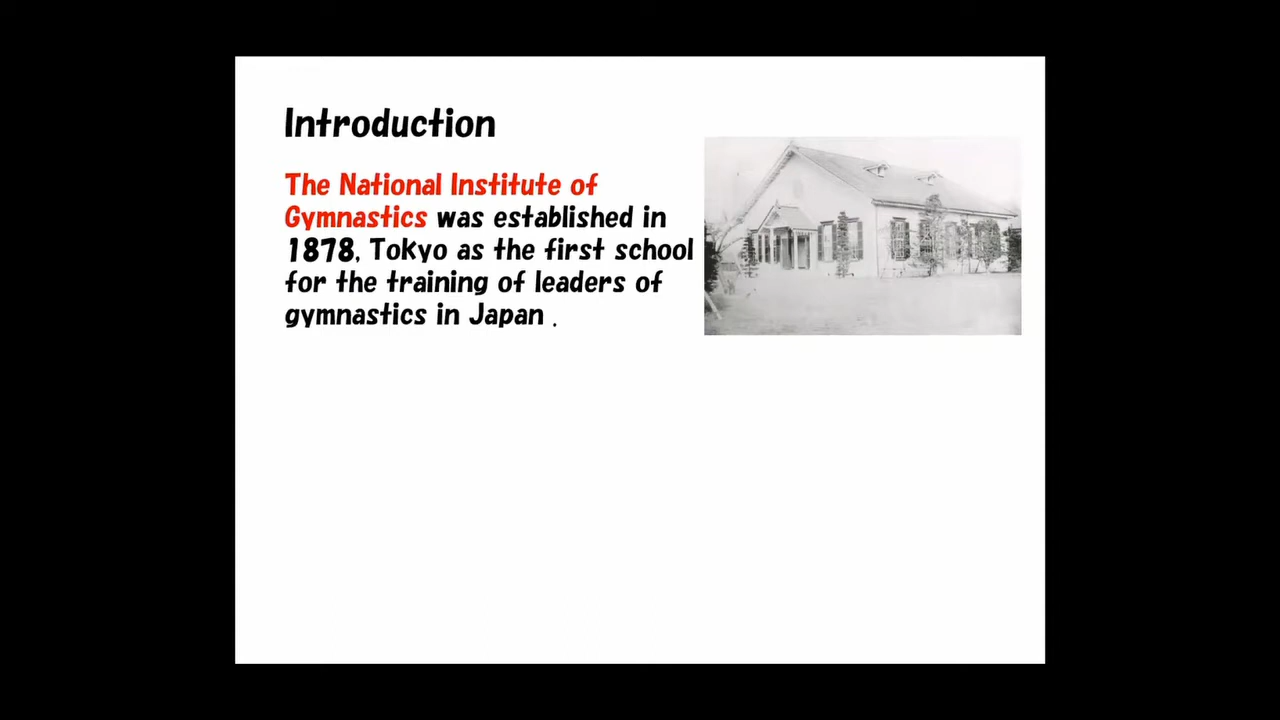 Introduction
The National Institute of
Gymnastics was established in
1878, Tokyo as the first school
for the training of leaders of
gymnastics in Japan .